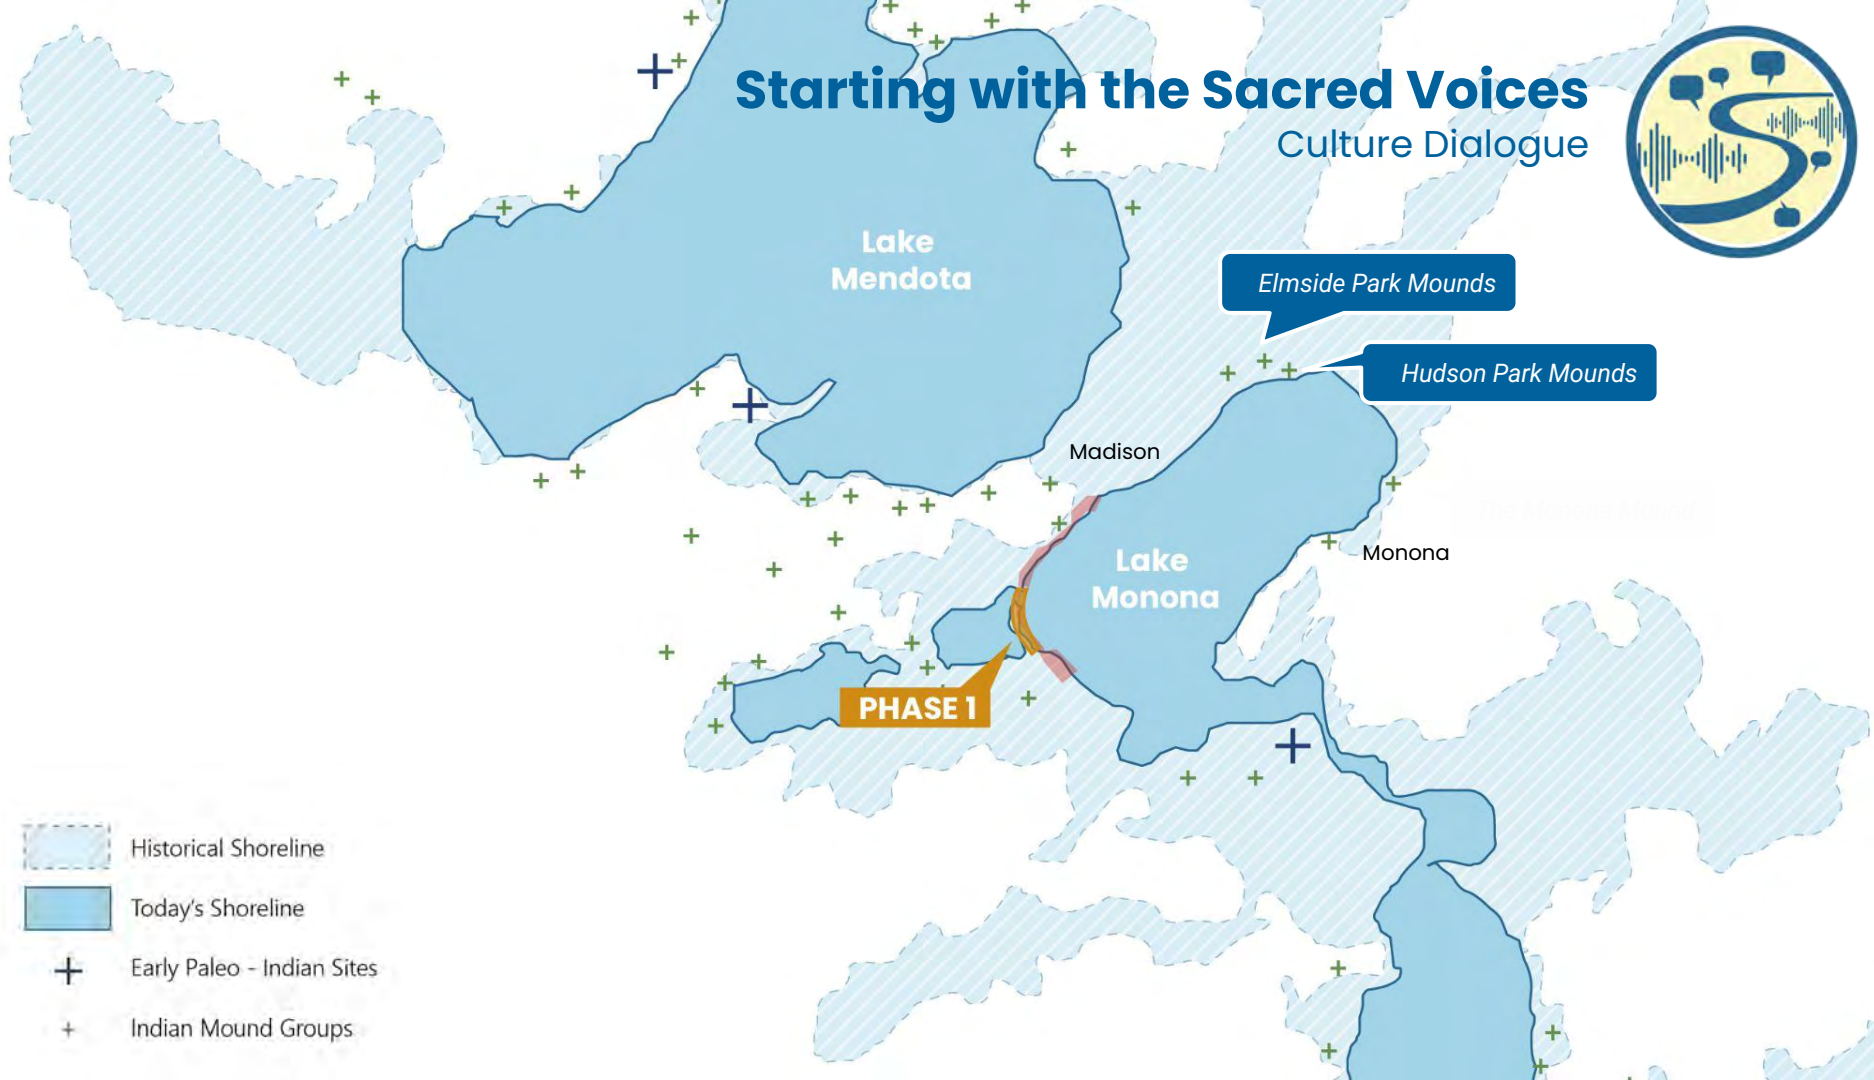 Starting with the Sacred Voices
Culture Dialogue
Lake
Mendota
Elmside Park Mounds
Hudson Park Mounds
Madison
Lake
Monona
Monona
PHASE 1
Historical Shoreline
Today's Shoreline
Early Paleo - Indian Sites
Indian Mound Groups